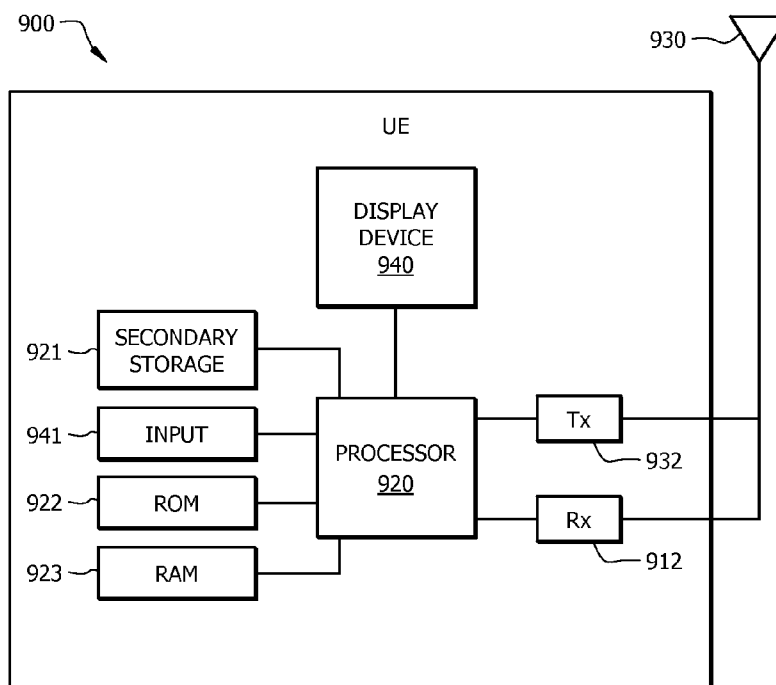 900
930
UE
DISPLAY
DEVICE
940
921
SECONDARY
STORAGE
941
INPUT
PROCESSOR
920
Tx
932
922
ROM
Rx
912
923
RAM